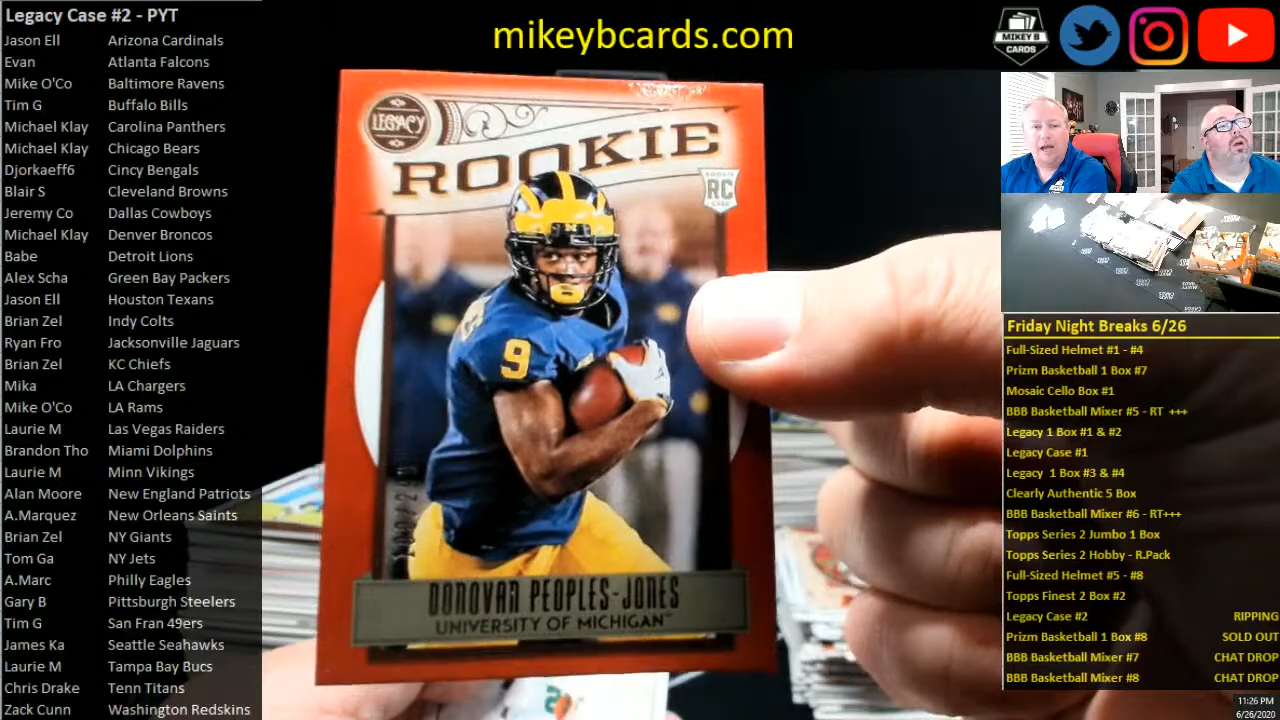 Legacy Case #2 - PYT
Jason Ell Arizona Cardinals
Evan Atlanta Falcons
Mike O'Co Baltimore Ravens
Tim G Buffalo Bills
Michael Klay Carolina Panthers
Michael Klay Chicago Bears
Djorkaeff6 Cincy Bengals
Blair S Cleveland Browns
Jeremy Co Dallas Cowboys
Michael Klay Denver Broncos
Babe Detroit Lions
Alex Scha Green Bay Packers
Jason Ell Houston Texans
Brian Zel Indy Colts
Ryan Fro Jacksonville Jaguars
Brian Zel KC Chiefs
Mika LA Chargers
Mike O'Co LA Rams
Laurie M Las Vegas Raiders
Brandon Tho Miami Dolphins
Laurie M Minn Vikings
Alan Moore New England Patriots
A.Marquez New Orleans Saints
Brian Zel NY Giants
Tom Ga NY Jets
A.Marc Philly Eagles
Gary B Pittsburgh Steelers
Tim G San Fran 49ers
James Ka Seattle Seahawks
Laurie M Tampa Bay Bucs
Chris Drake Tenn Titans
Zack Cunn Washington Redskins
mikeybcards.com
MIKEY B
CARDS
LEGACY
ROOKIE
RC
M
9
DONOVAN PEOPLES-JONES
UNIVERSITY OF MICHIGAN
Friday Night Breaks 6/26
Full-Sized Helmet #1 - #4
Prizm Basketball 1 Box #7
Mosaic Cello Box #1
BBB Basketball Mixer #5 - RT +++
Legacy 1 Box #1 & #2
Legacy Case #1
Legacy 1 Box #3 & #4
Clearly Authentic 5 Box
BBB Basketball Mixer #6 - RT+++
Topps Series 2 Jumbo 1 Box
Topps Series 2 Hobby - R.Pack
Full-Sized Helmet #5 - #8
Topps Finest 2 Box #2
Legacy Case #2 RIPPING
Prizm Basketball 1 Box #8 SOLD OUT
BBB Basketball Mixer #7 CHAT DROP
BBB Basketball Mixer #8 CHAT DROP
11:26 PM
6/26/2020